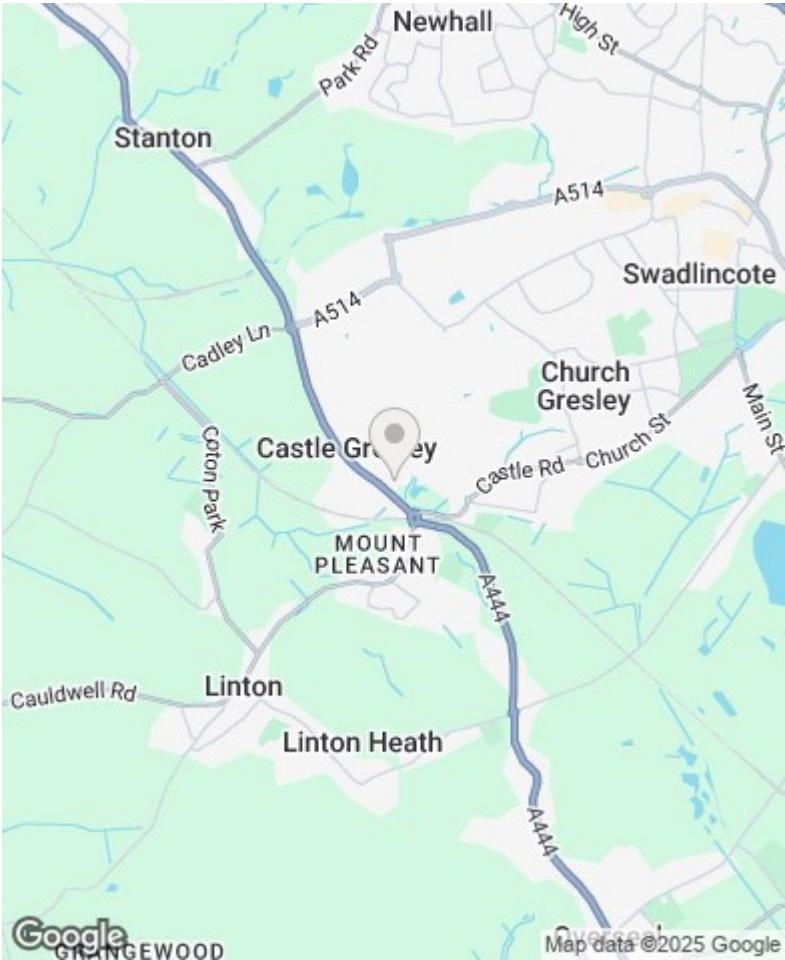 Newhall
High St
Park Rd
Stanton
A514
Swadlincote
A514
Cadley Ln
Church
Gresley
Main St
Church St
Castle Rd
Coton Park
MOUNT
PLEASANT
A444
Linton
Cauldwell Rd
Linton Heath
A444
Google
GRANGEWOOD
Map data ©2025 Google